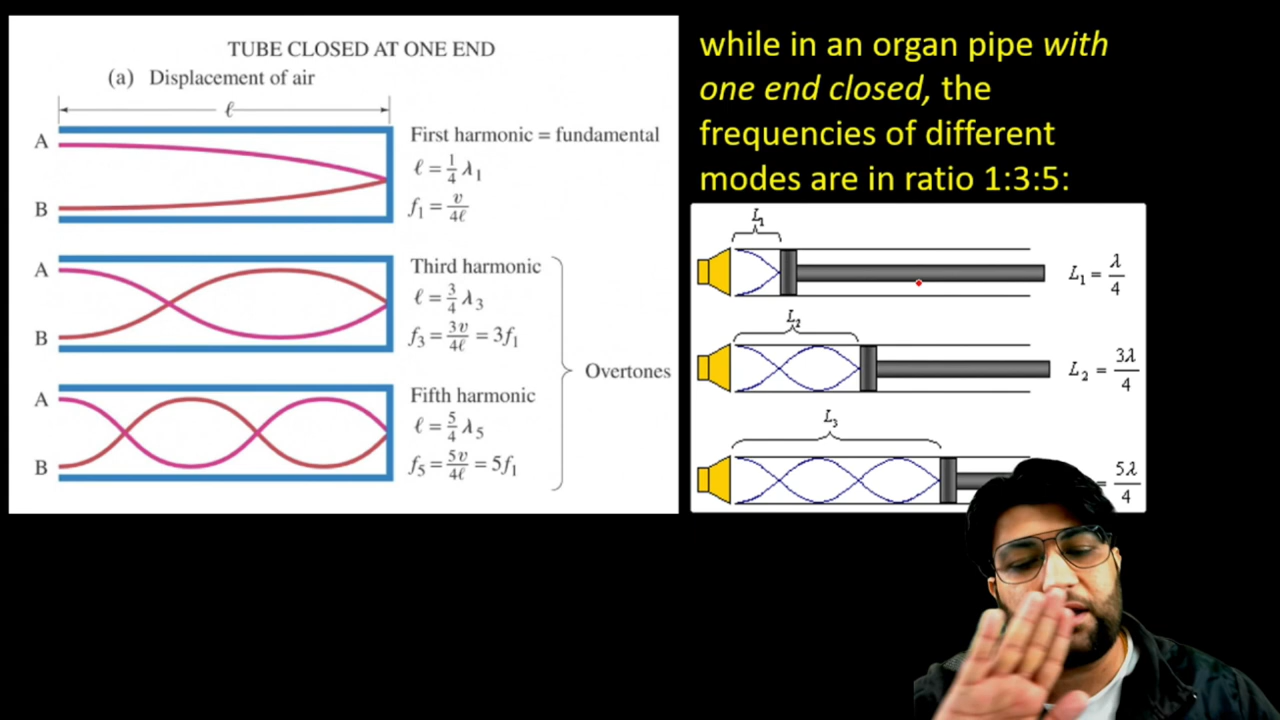 TUBE CLOSED AT ONE END
(a) Displacement of air
ℓ
A
B
First harmonic = fundamental
ℓ = 1/4 λ₁
f₁ = v/4ℓ
A
B
Third harmonic
ℓ = 3/4 λ₃
f₃ = 3v/4ℓ = 3f₁
A
B
Fifth harmonic
ℓ = 5/4 λ₅
f₅ = 5v/4ℓ = 5f₁
Overtones
while in an organ pipe with
one end closed, the
frequencies of different
modes are in ratio 1:3:5:
L₁
L₁ = λ/4
L₂
L₂ = 3λ/4
L₃
= 5λ/4